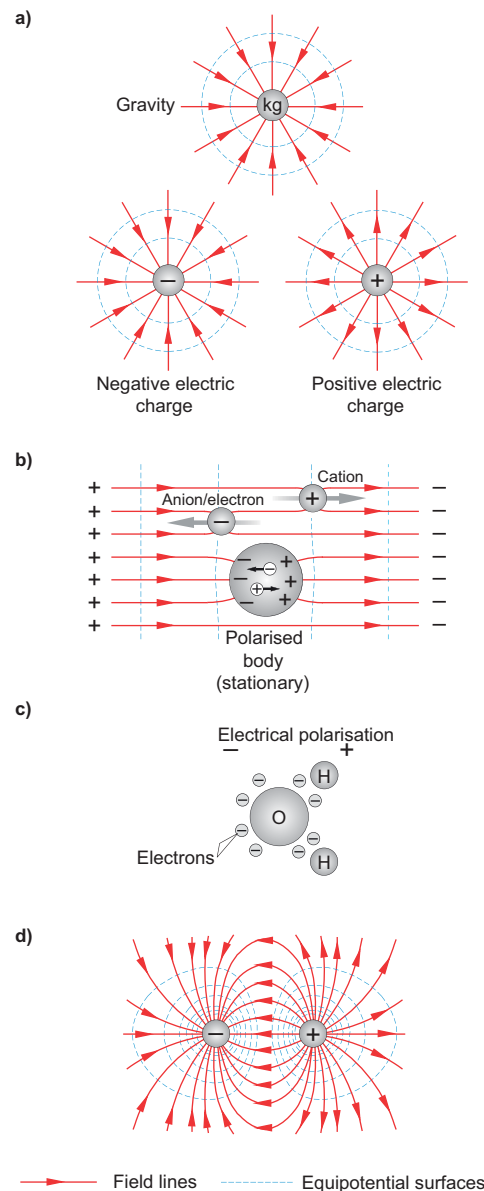 a)
Gravity
kg
−
+
Negative electric
charge
Positive electric
charge
b)
Cation
+ −
Anion/electron
+
+ −
−
+ −
+ − + −
−
+ − + −
+
+ − + −
+ −
Polarised
body
(stationary)
c)
Electrical polarisation
− +
− −
H
− −
O
− −
Electrons
− −
H
d)
− +
Field lines
Equipotential surfaces